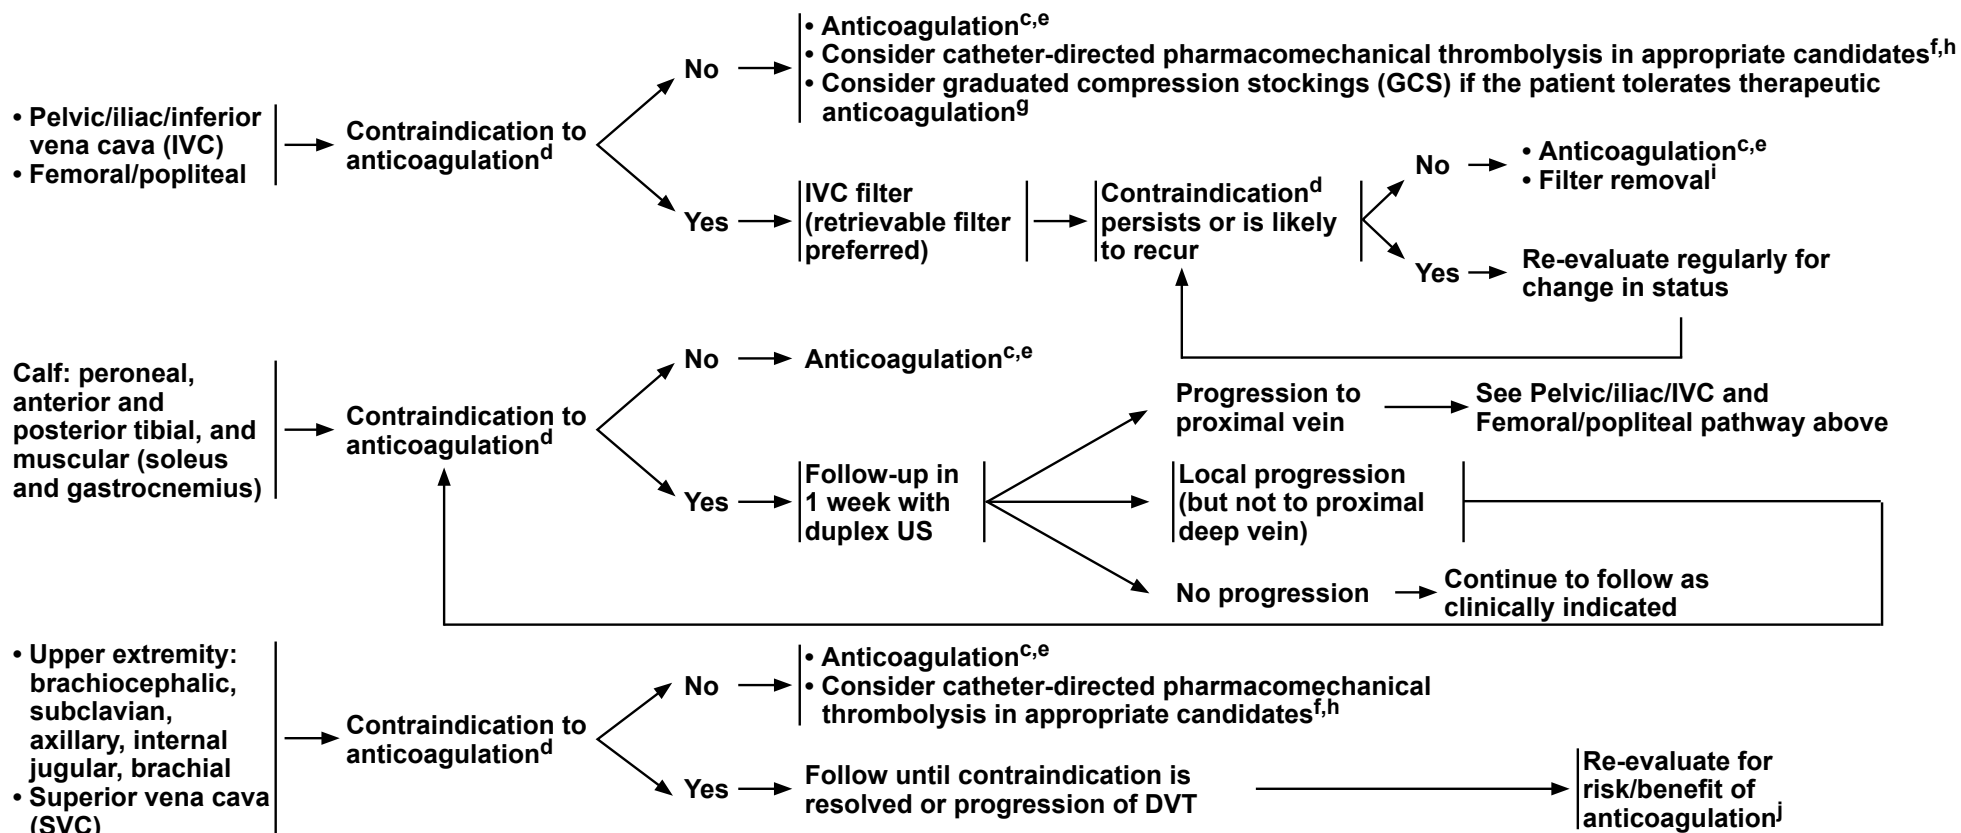 • Pelvic/iliac/inferior
vena cava (IVC)
• Femoral/popliteal
Contraindication to
anticoagulationd
No
• Anticoagulationc,e
• Consider catheter-directed pharmacomechanical thrombolysis in appropriate candidatesf,h
• Consider graduated compression stockings (GCS) if the patient tolerates therapeutic
anticoagulationg
Yes
IVC filter
(retrievable filter
preferred)
Contraindicationd
persists or is likely
to recur
No
• Anticoagulationc,e
• Filter removali
Yes
Re-evaluate regularly for
change in status
Calf: peroneal,
anterior and
posterior tibial, and
muscular (soleus
and gastrocnemius)
Contraindication to
anticoagulationd
No
Anticoagulationc,e
Yes
Follow-up in
1 week with
duplex US
Progression to
proximal vein
See Pelvic/iliac/IVC and
Femoral/popliteal pathway above
Local progression
(but not to proximal
deep vein)
No progression
Continue to follow as
clinically indicated
• Upper extremity:
brachiocephalic,
subclavian,
axillary, internal
jugular, brachial
• Superior vena cava
(SVC)
Contraindication to
anticoagulationd
No
• Anticoagulationc,e
• Consider catheter-directed pharmacomechanical
thrombolysis in appropriate candidatesf,h
Yes
Follow until contraindication is
resolved or progression of DVT
Re-evaluate for
risk/benefit of
anticoagulationj